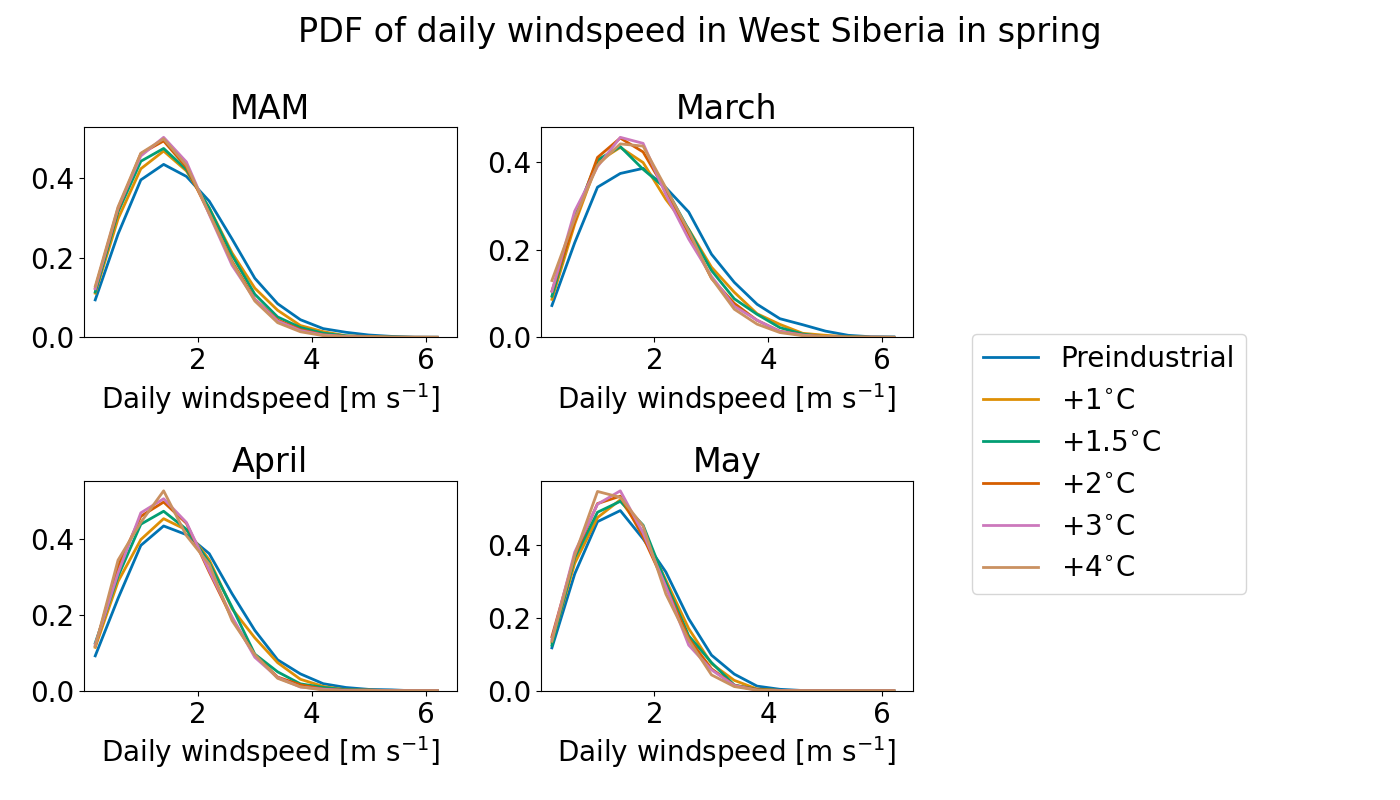 PDF of daily windspeed in West Siberia in spring
MAM
0.4
0.2
0.0
2 4 6
Daily windspeed [m s⁻¹]
March
0.4
0.2
0.0
2 4 6
Daily windspeed [m s⁻¹]
April
0.4
0.2
0.0
2 4 6
Daily windspeed [m s⁻¹]
May
0.4
0.2
0.0
2 4 6
Daily windspeed [m s⁻¹]
Preindustrial
+1°C
+1.5°C
+2°C
+3°C
+4°C